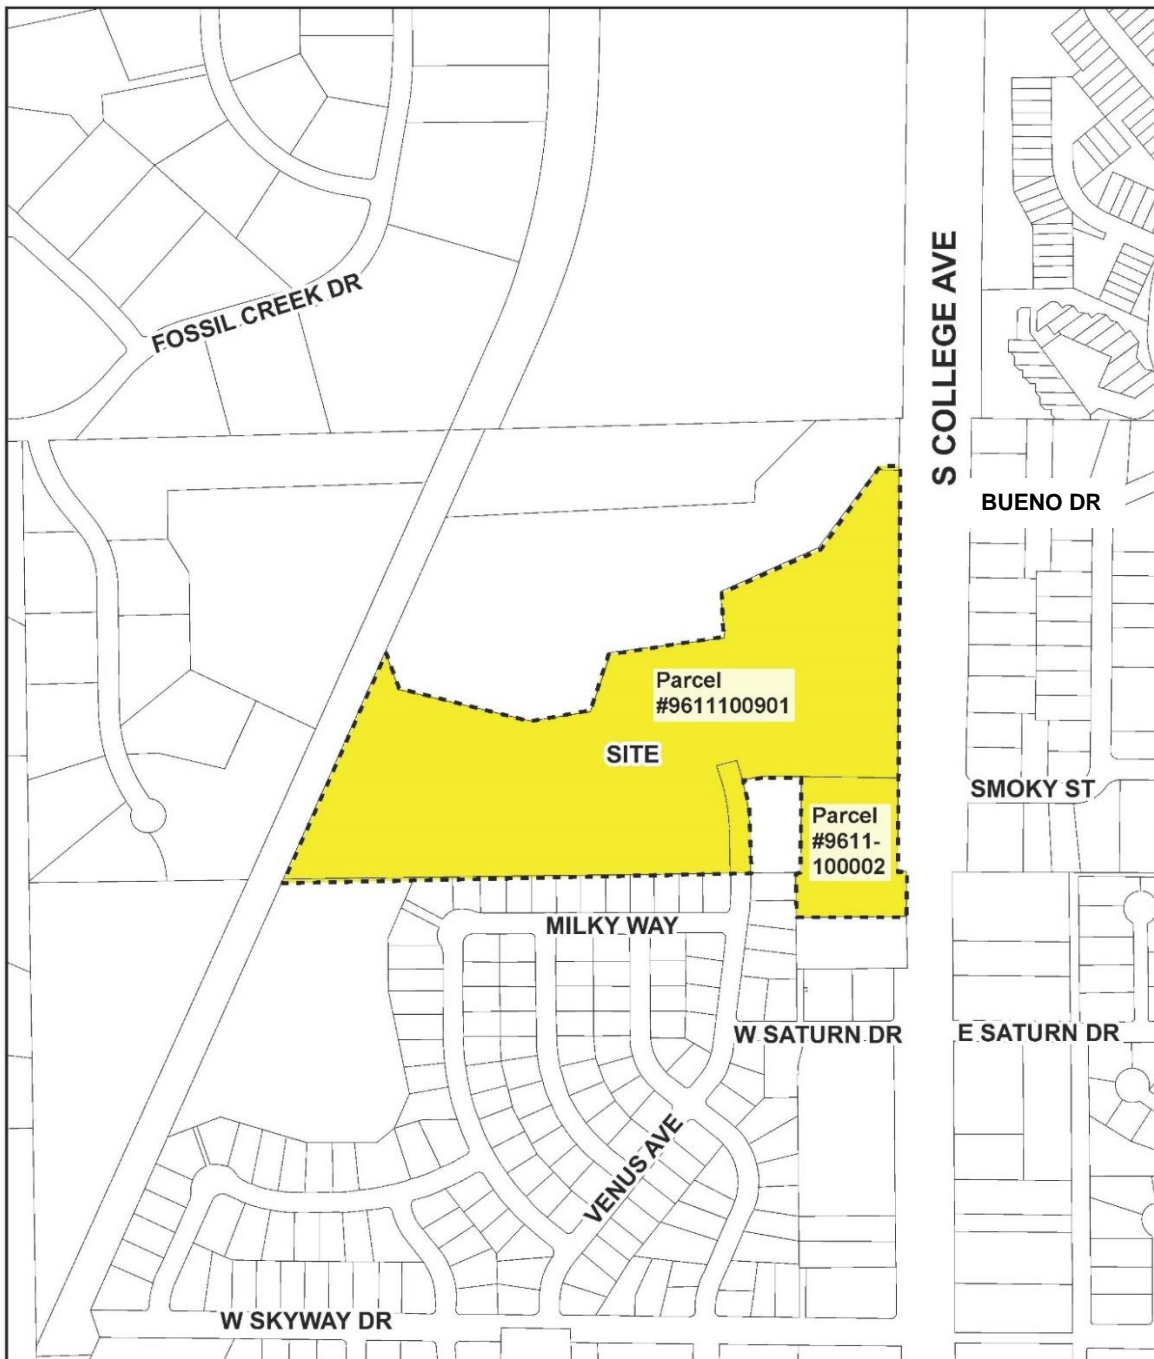 FOSSIL CREEK DR
S COLLEGE AVE
BUENO DR
Parcel
#9611100901
SITE
SMOKY ST
Parcel
#9611-
100002
MILKY WAY
W SATURN DR
E SATURN DR
VENUS AVE
W SKYWAY DR